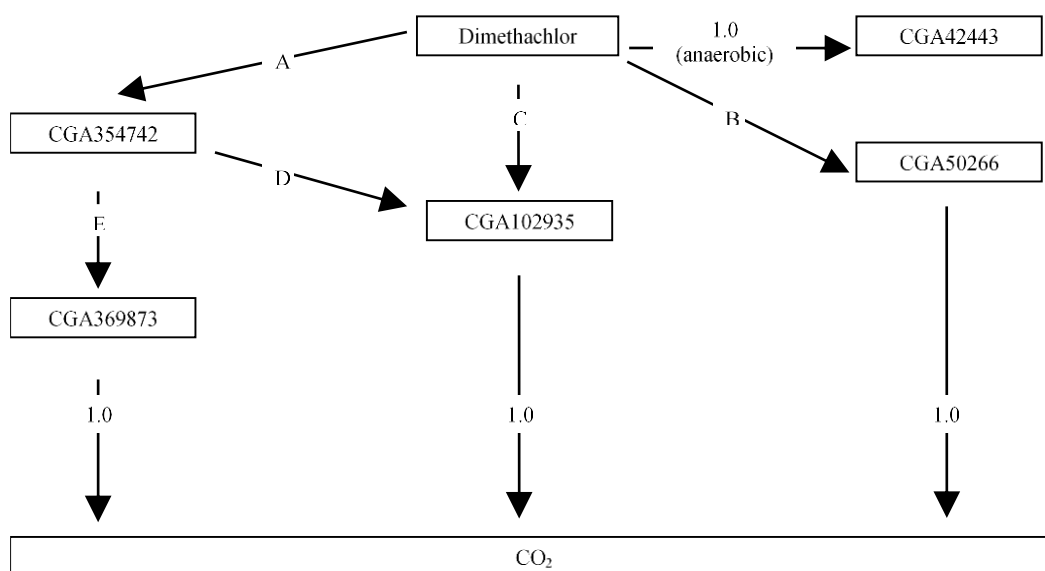 Dimethachlor
1.0
(anaerobic)
CGA42443
A
B
C
CGA354742
CGA50266
D
CGA102935
E
CGA369873
1.0
1.0
1.0
CO₂